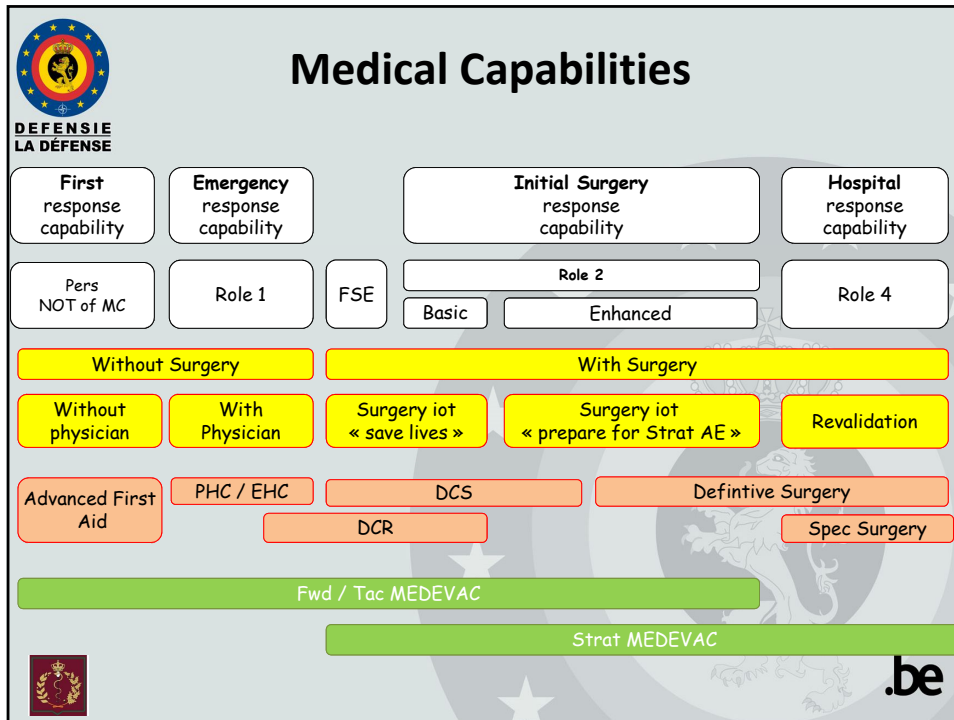 Medical Capabilities
DEFENSIE
LA DÉFENSE
First
response
capability
Emergency
response
capability
Initial Surgery
response
capability
Hospital
response
capability
Pers
NOT of MC
Role 1
FSE
Role 2
Basic
Enhanced
Role 4
Without Surgery
With Surgery
Without
physician
With
Physician
Surgery iot
« save lives »
Surgery iot
« prepare for Strat AE »
Revalidation
Advanced First
Aid
PHC / EHC
DCS
Defintive Surgery
DCR
Spec Surgery
Fwd / Tac MEDEVAC
Strat MEDEVAC
.be